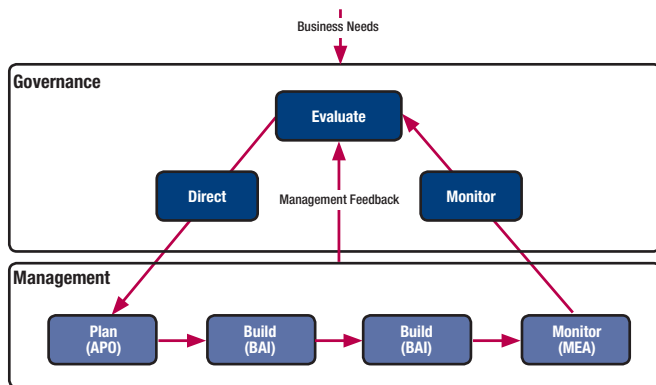 Business Needs
Governance
Evaluate
Direct
Management Feedback
Monitor
Management
Plan
(APO)
Build
(BAI)
Build
(BAI)
Monitor
(MEA)